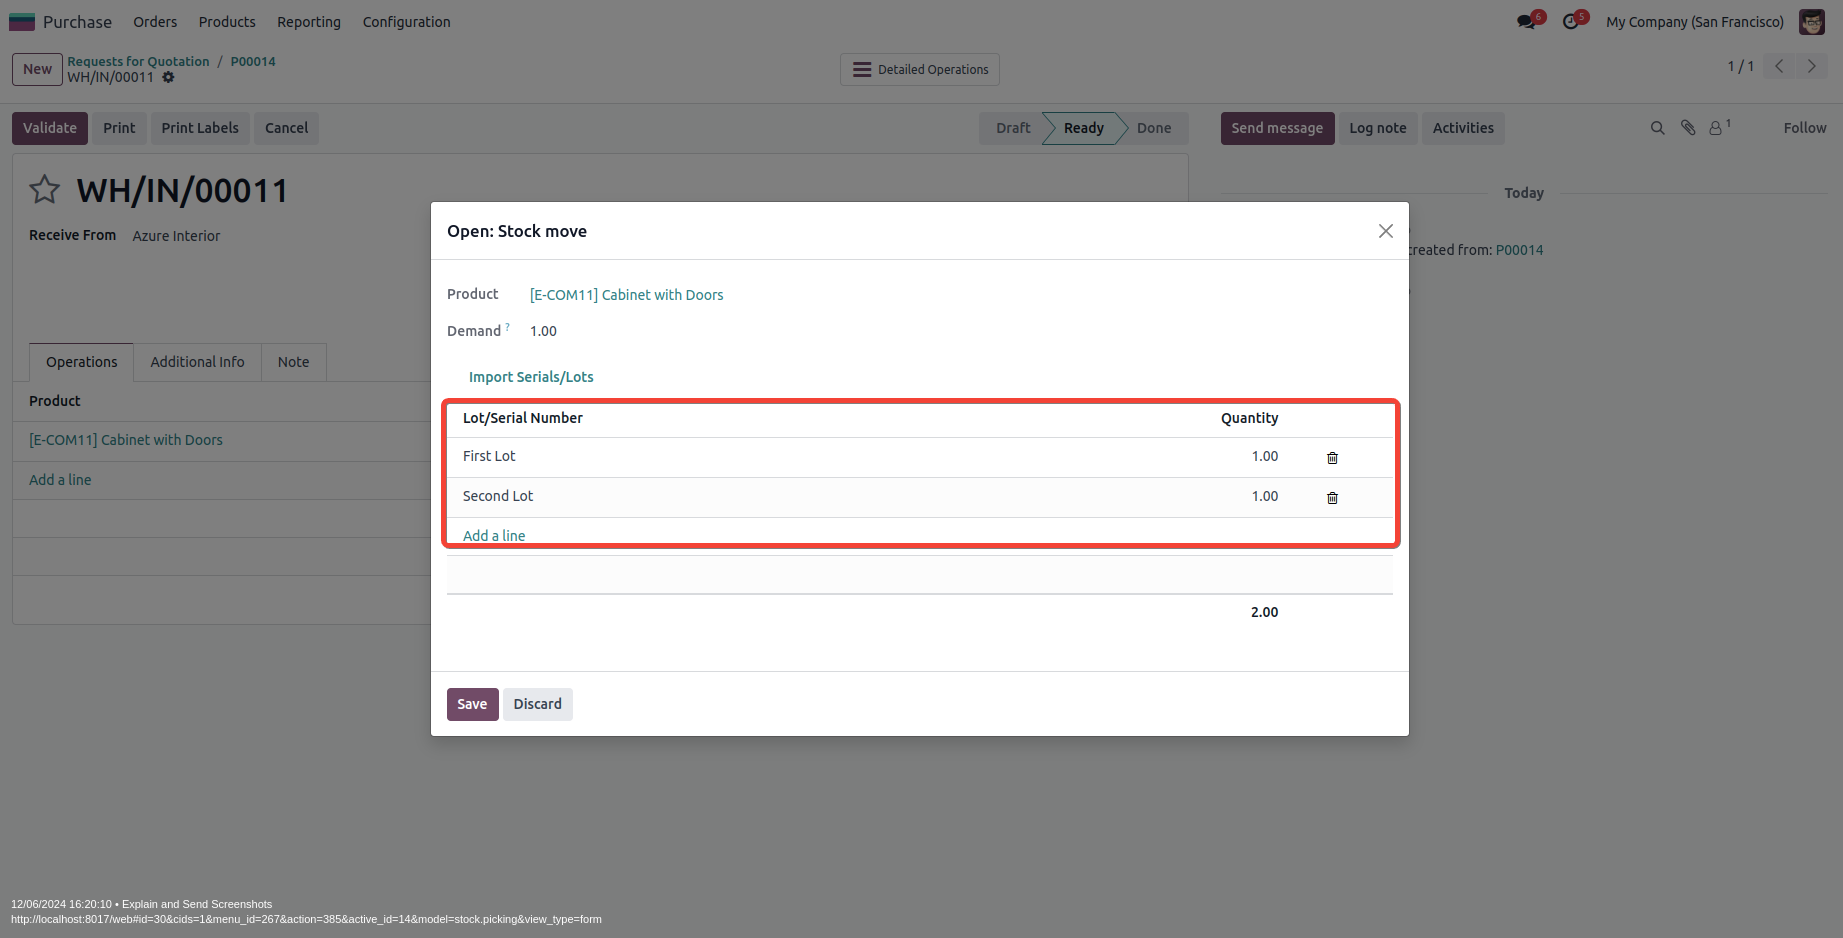 Purchase Orders Products Reporting Configuration 6 5 My Company (San Francisco)
New Requests for Quotation / P00014
WH/IN/00011
Detailed Operations
1 / 1
Validate Print Print Labels Cancel Draft Ready Done Send message Log note Activities 1 Follow
WH/IN/00011
Today
Receive From Azure Interior
created from: P00014
Operations Additional Info Note
Product
[E-COM11] Cabinet with Doors
Add a line
Open: Stock move
Product [E-COM11] Cabinet with Doors
Demand ? 1.00
Import Serials/Lots
Lot/Serial Number Quantity
First Lot 1.00
Second Lot 1.00
Add a line
2.00
Save Discard
12/06/2024 16:20:10 • Explain and Send Screenshots
http://localhost:8017/web#id=30&cids=1&menu_id=267&action=385&active_id=14&model=stock.picking&view_type=form